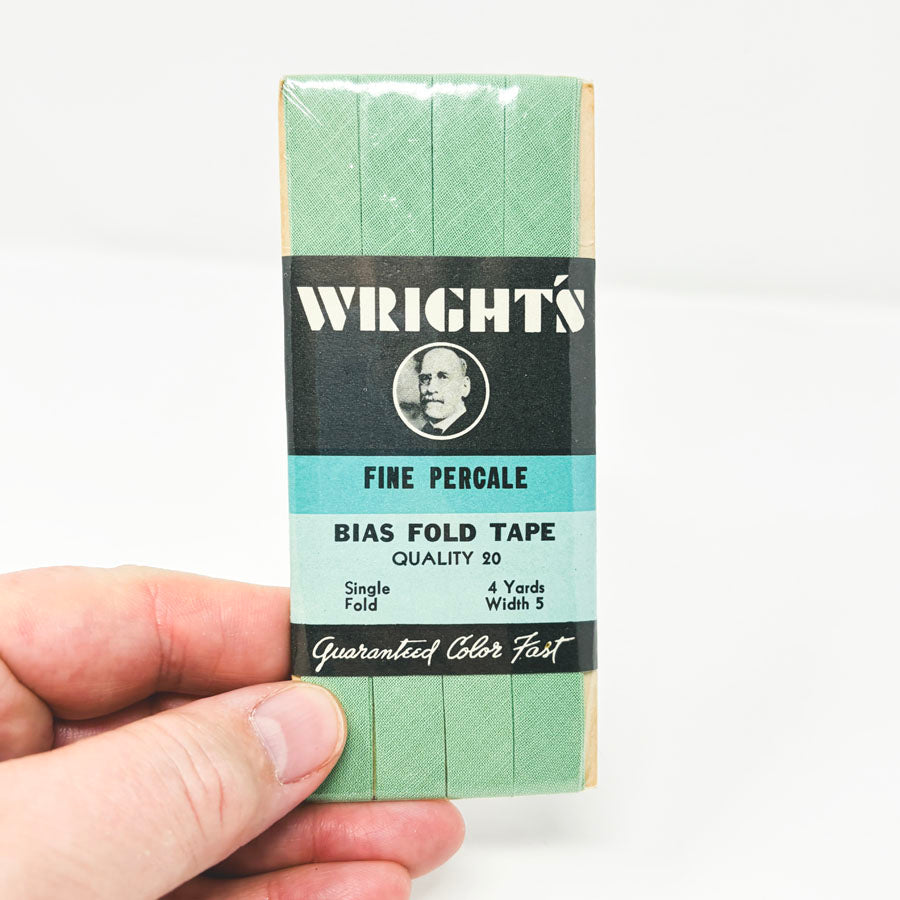 WRIGHT'S
FINE PERCALE
BIAS FOLD TAPE
QUALITY 20
Single 4 Yards
Fold Width 5
Guaranteed Color Fast